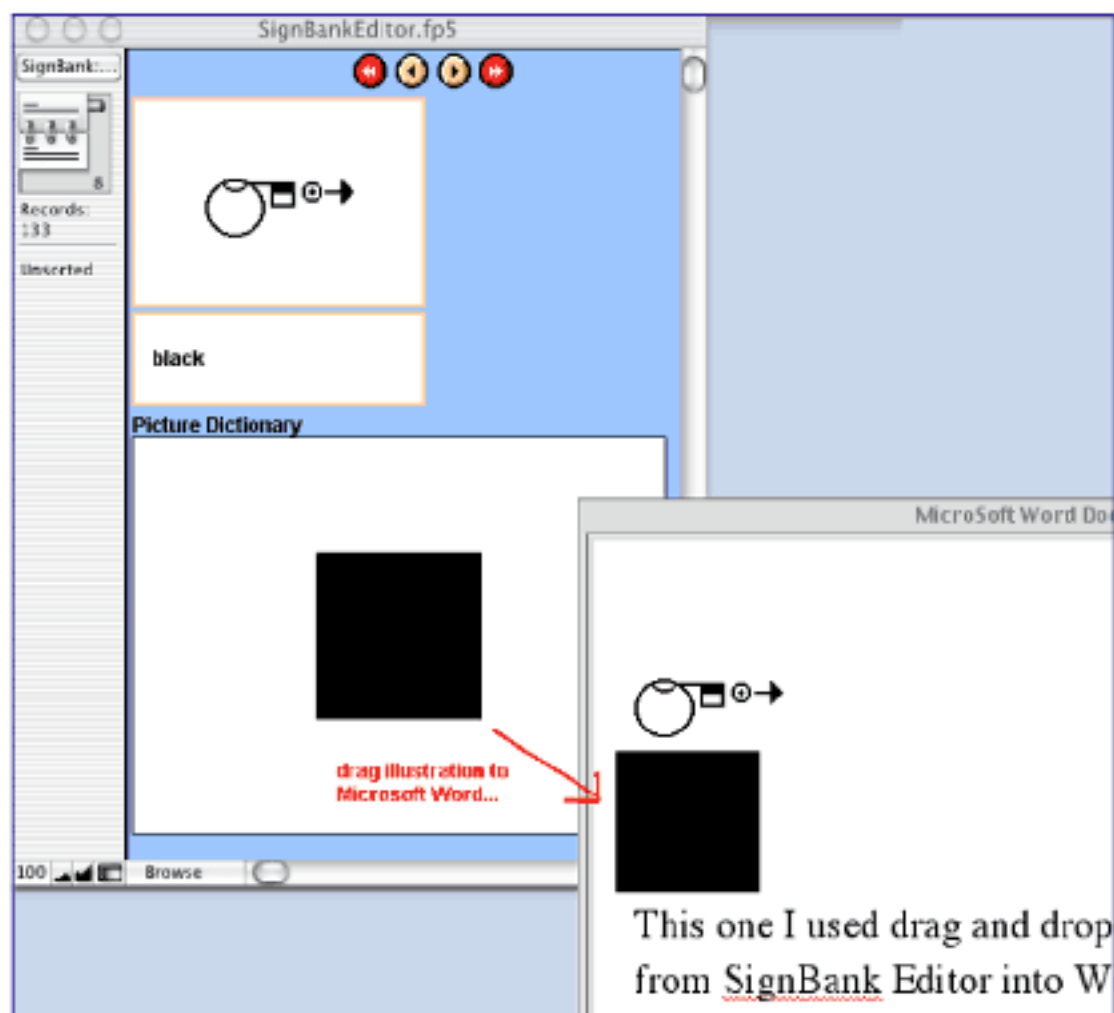 SignBankEditor.fp5
SignBank:...
8
Records:
133
Unsorted
black
Picture Dictionary
drag illustration to
Microsoft Word...
100
Browse
MicroSoft Word Doc
This one I used drag and drop
from SignBank Editor into W